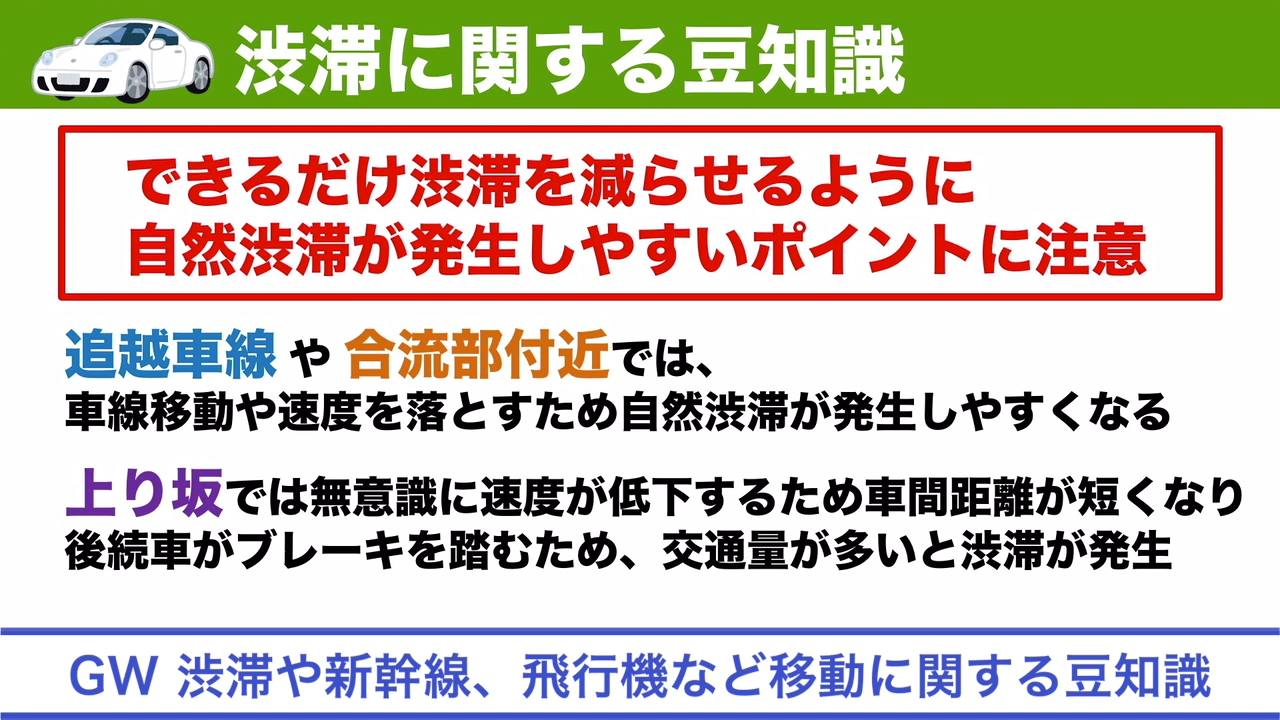 渋滞に関する豆知識
できるだけ渋滞を減らせるように
自然渋滞が発生しやすいポイントに注意
追越車線 や 合流部付近では、
車線移動や速度を落とすため自然渋滞が発生しやすくなる
上り坂では無意識に速度が低下するため車間距離が短くなり
後続車がブレーキを踏むため、交通量が多いと渋滞が発生
GW 渋滞や新幹線、飛行機など移動に関する豆知識